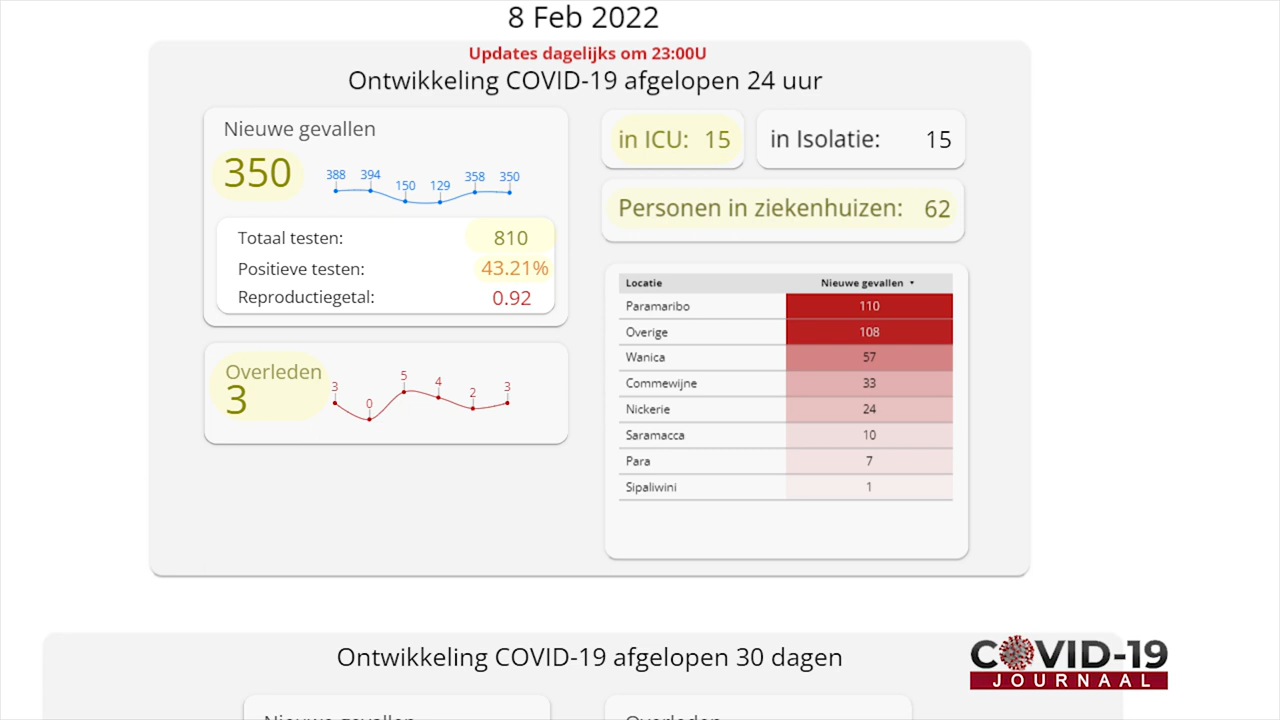 8 Feb 2022
Updates dagelijks om 23:00U
Ontwikkeling COVID-19 afgelopen 24 uur
Nieuwe gevallen
350
388 394 150 129 358 350
Totaal testen: 810
Positieve testen: 43.21%
Reproductiegetal: 0.92
Overleden
3
3 0 5 4 2 3
in ICU: 15
in Isolatie: 15
Personen in ziekenhuizen: 62
Locatie Nieuwe gevallen
Paramaribo 110
Overige 108
Wanica 57
Commewijne 33
Nickerie 24
Saramacca 10
Para 7
Sipaliwini 1
Ontwikkeling COVID-19 afgelopen 30 dagen
COVID-19
JOURNAAL
Nieuwe gevallen
Overleden